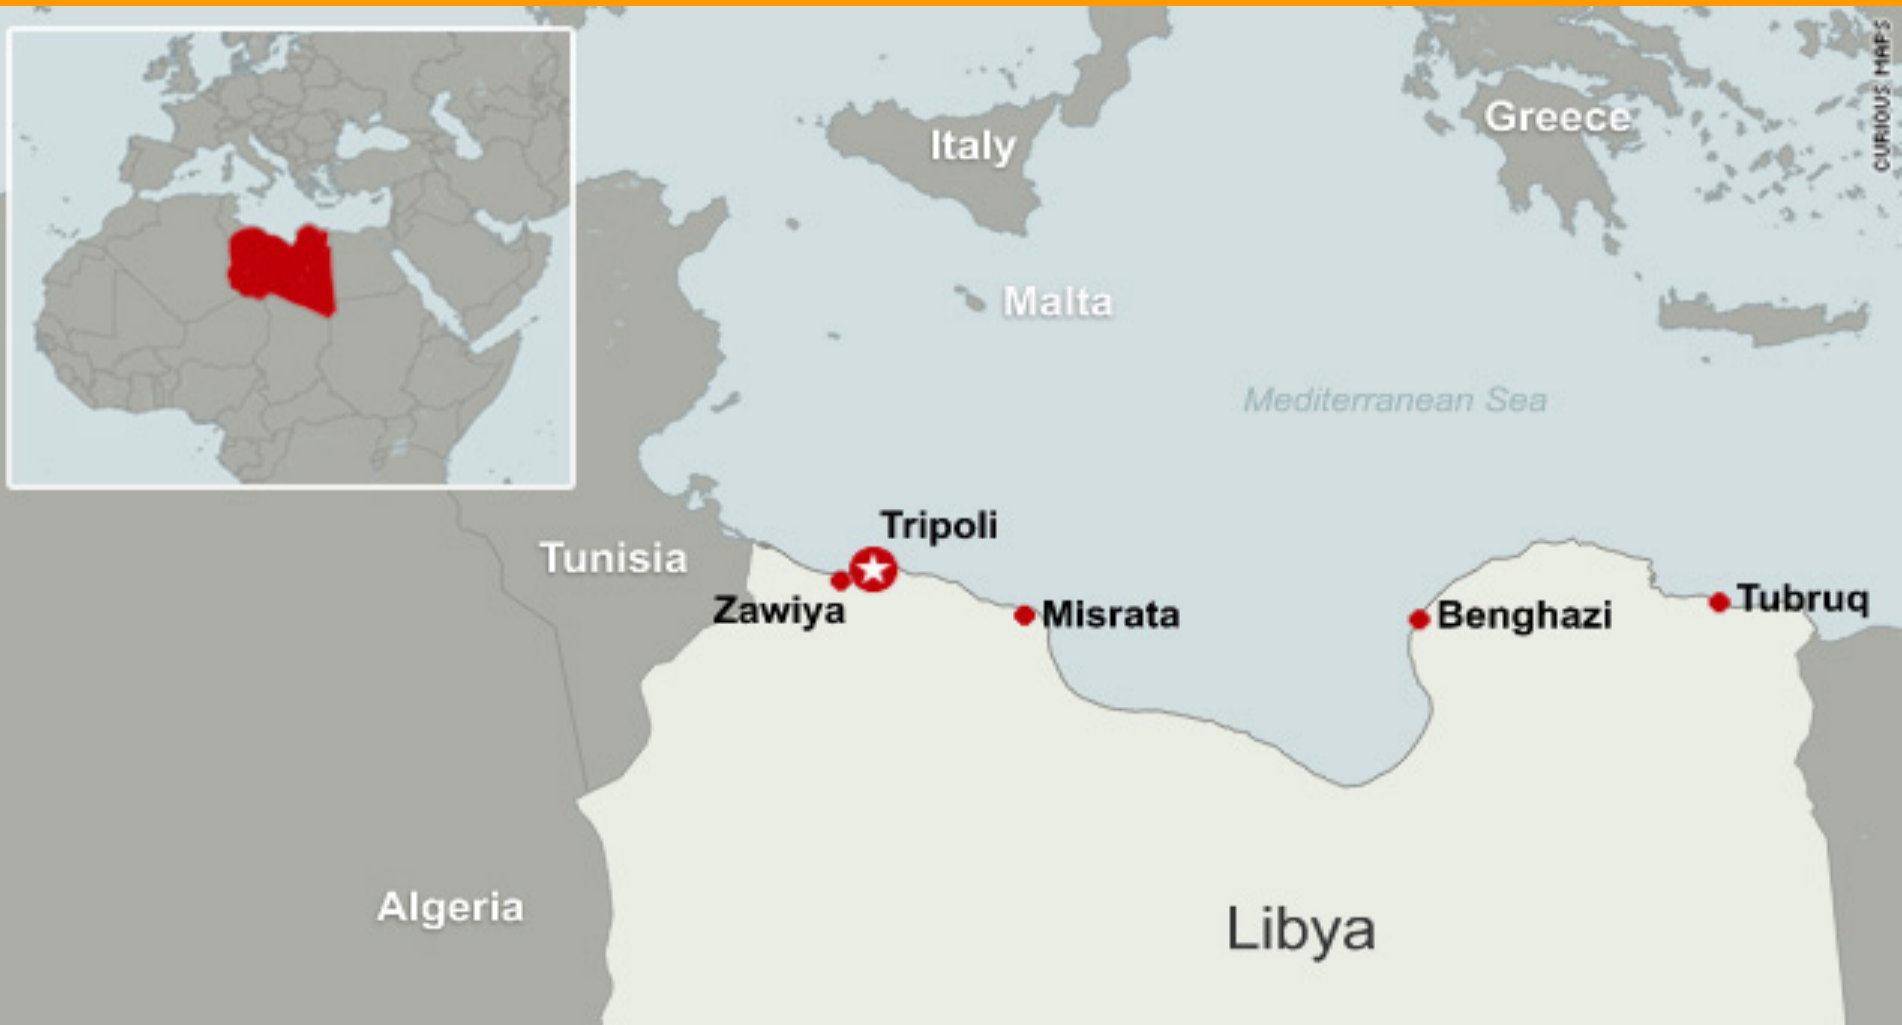 CURIOUS MAPS
Italy
Greece
Malta
Mediterranean Sea
Tripoli
Tunisia
Zawiya
Misrata
Benghazi
Tubruq
Algeria
Libya